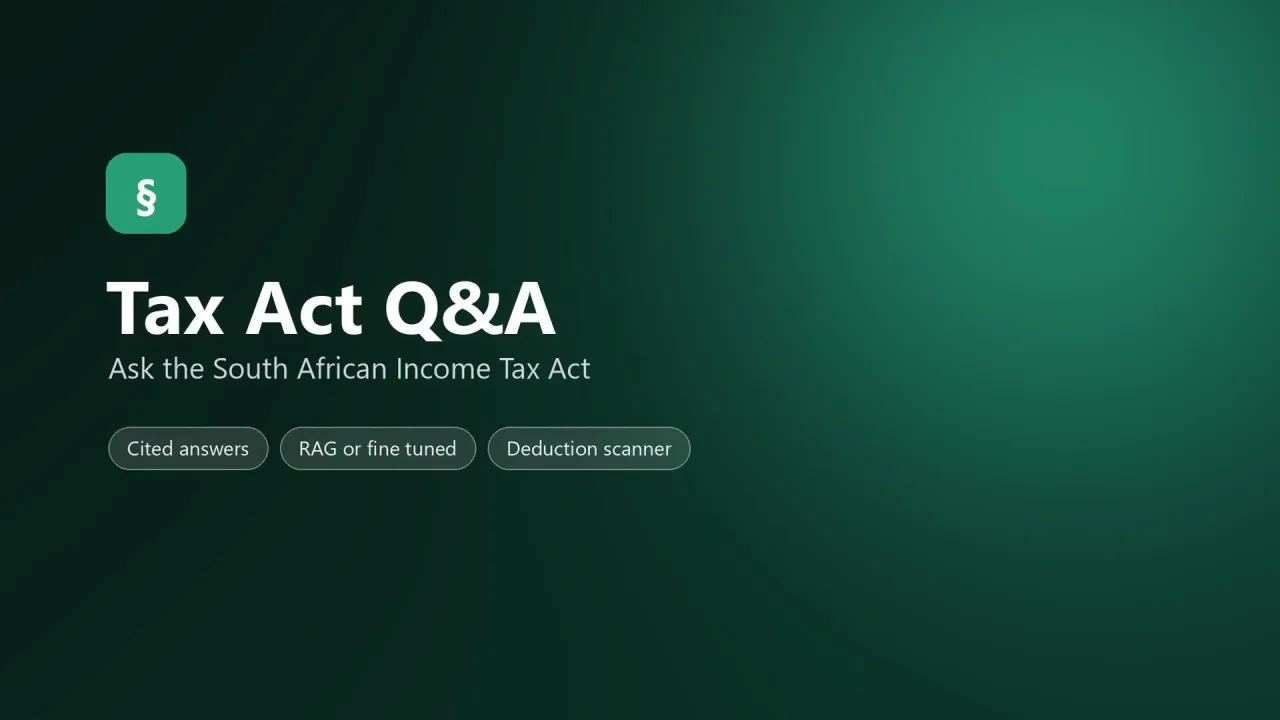 §
Tax Act Q&A
Ask the South African Income Tax Act
Cited answers
RAG or fine tuned
Deduction scanner